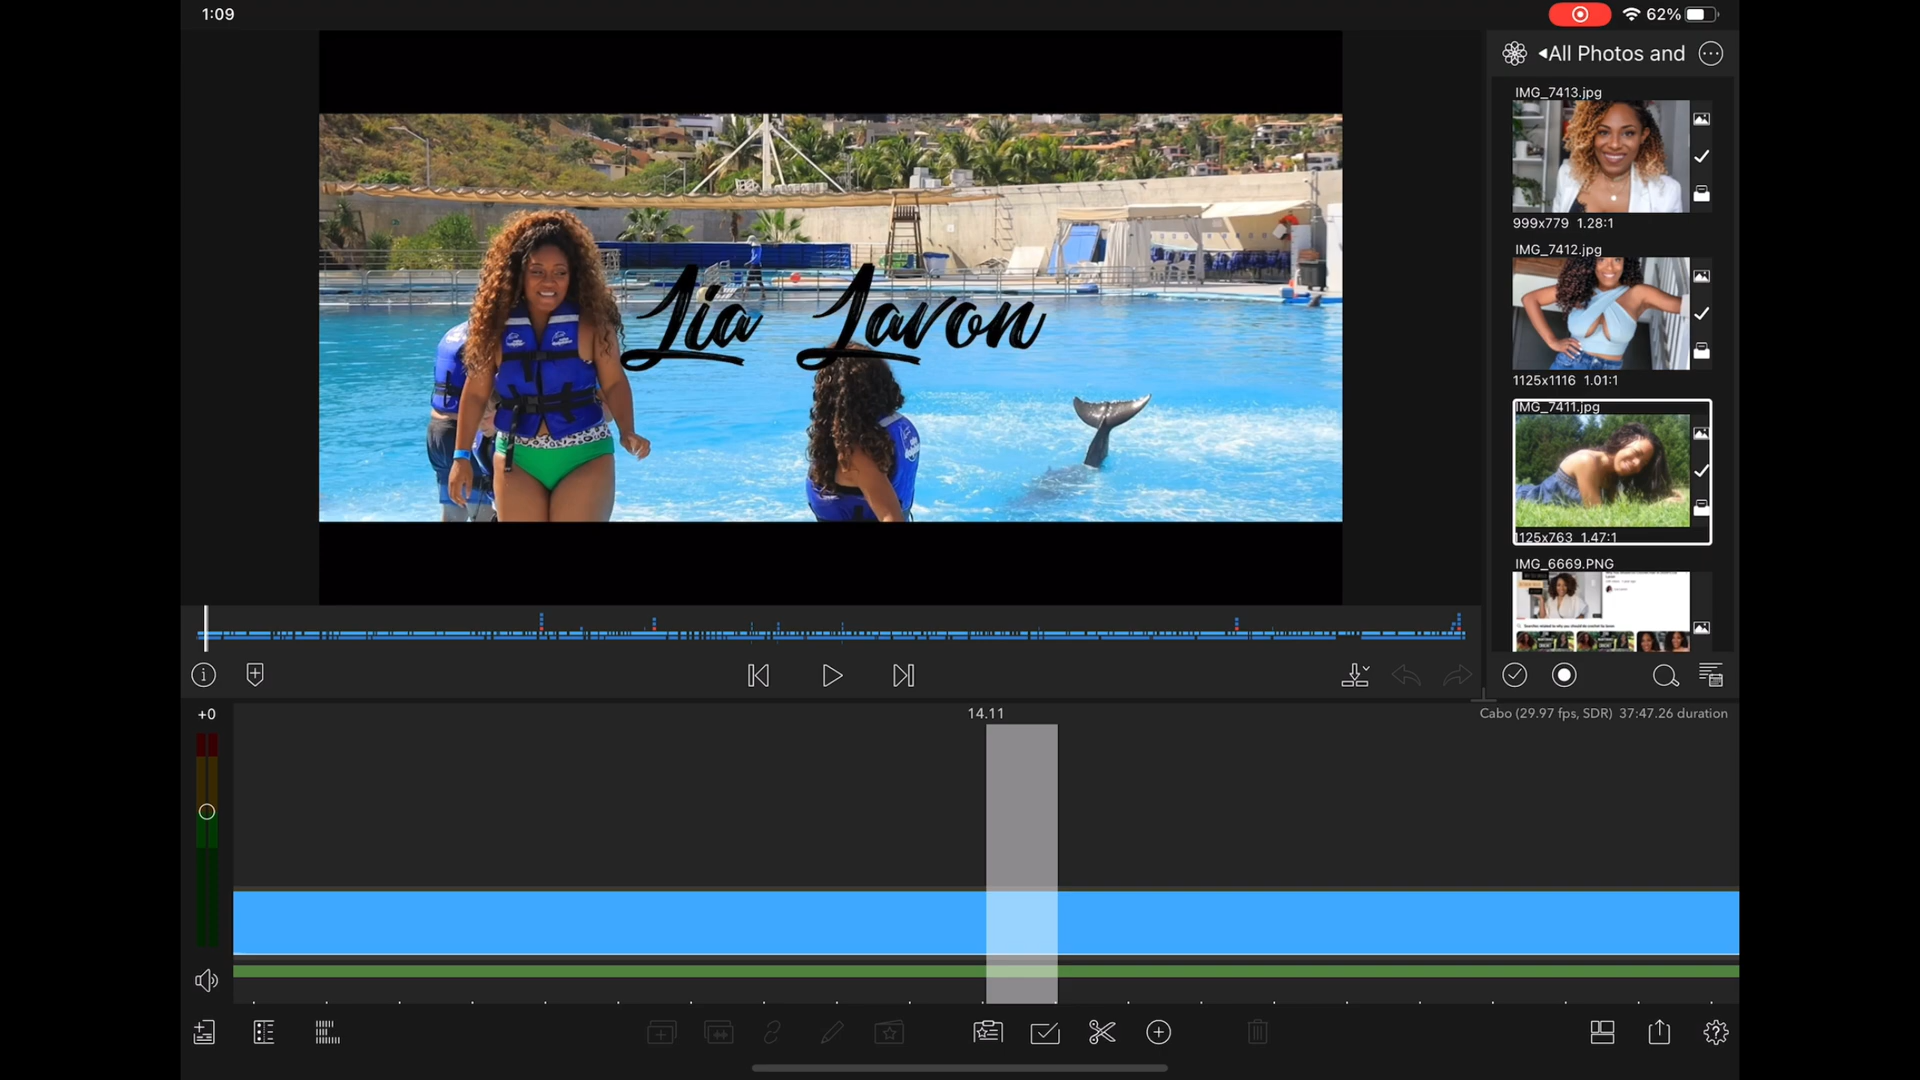 1:09
62%
◂All Photos and
IMG_7413.jpg
999x779 1.28:1
IMG_7412.jpg
1125x1116 1.01:1
IMG_7411.jpg
1125x763 1.47:1
IMG_6669.PNG
Lia Lavon
+0
14.11
Cabo (29.97 fps, SDR) 37:47.26 duration